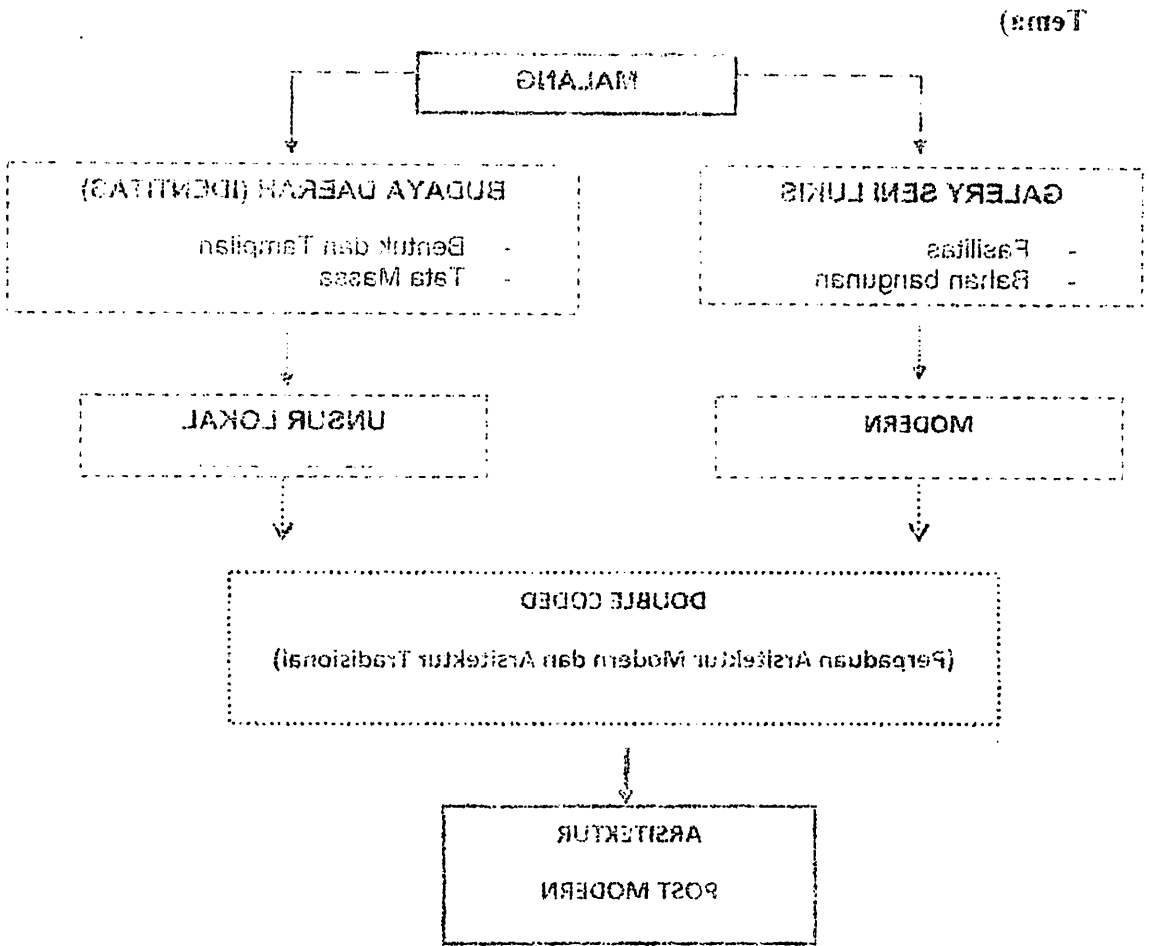 Tema)
MALANG
GALERY SENI LUKIS
- Fasilitas
- Bahan bangunan
BUDAYA DAERAH (IDENTITAS)
- Bentuk dan Tampilan
- Tata Massa
MODERN
UNSUR LOKAL
DOUBLE CODED
(Perpaduan Arsitektur Modern dan Arsitektur Tradisional)
ARSITEKTUR
POST MODERN